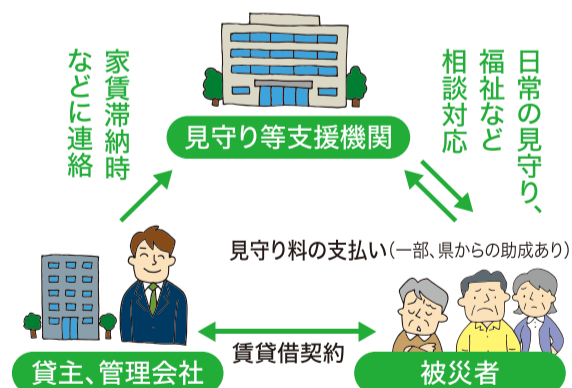 家賃滞納時
などに連絡
日常の見守り、
福祉など
相談対応
見守り等支援機関
見守り料の支払い(一部、県からの助成あり)
賃貸借契約
貸主、管理会社
被災者